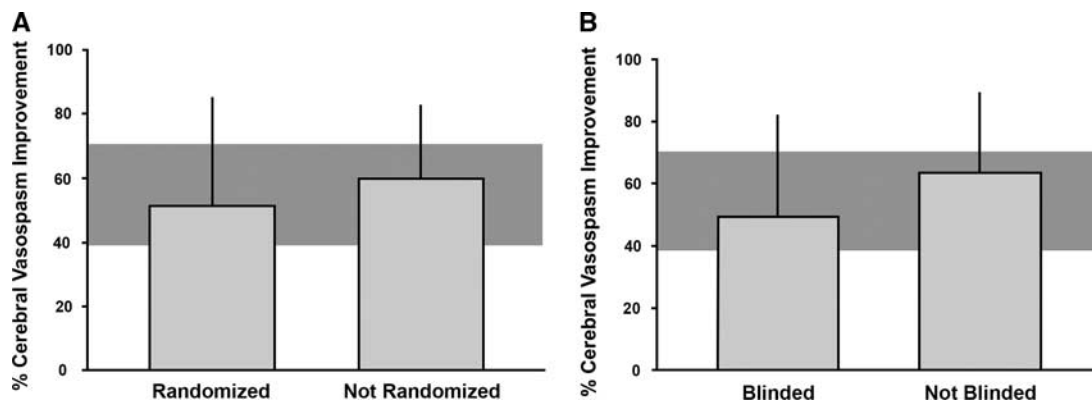 A
% Cerebral Vasospasm Improvement
100
80
60
40
20
0
Randomized Not Randomized
B
% Cerebral Vasospasm Improvement
100
80
60
40
20
0
Blinded Not Blinded